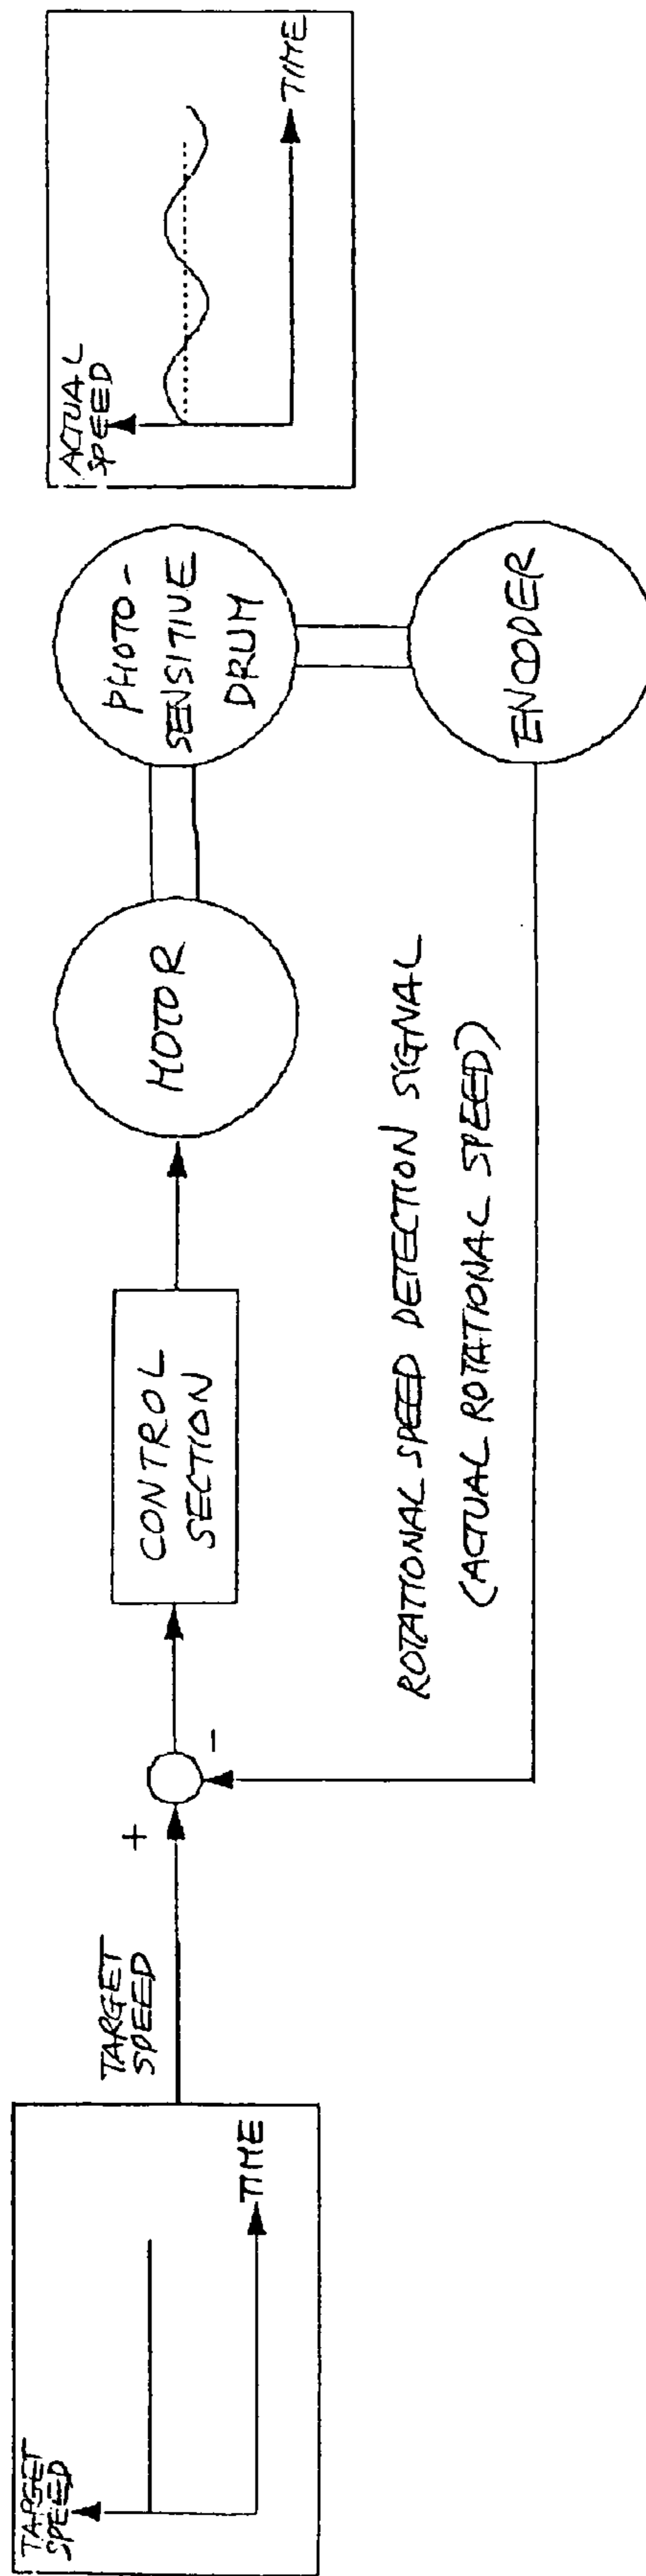 TARGET
SPEED
TIME
TARGET
SPEED
+
-
CONTROL
SECTION
MOTOR
PHOTO-
SENSITIVE
DRUM
ENCODER
ROTATIONAL SPEED DETECTION SIGNAL
(ACTUAL ROTATIONAL SPEED)
ACTUAL
SPEED
TIME